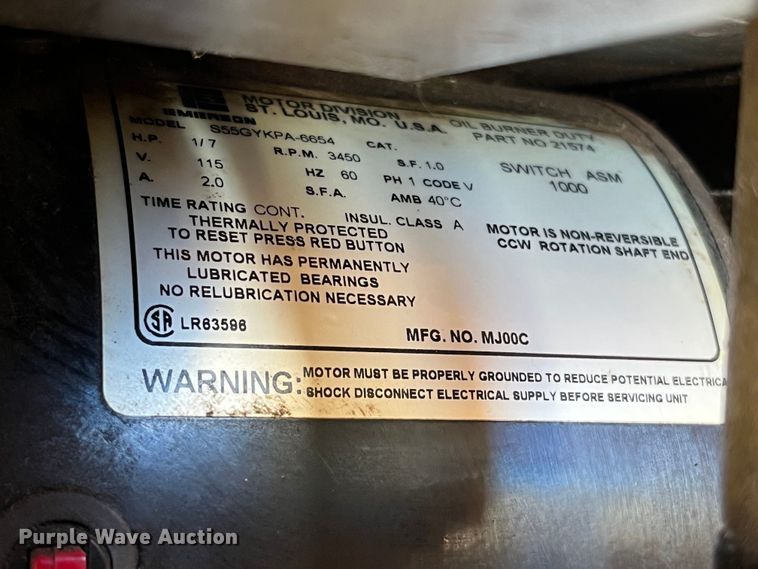 EMERSON
MOTOR DIVISION
ST. LOUIS, MO. U.S.A.
OIL BURNER DUTY
PART NO 21574
MODEL S55GYKPA-6654 CAT.
H.P. 1/7 R.P.M. 3450 S.F. 1.0
V. 115 HZ 60 PH 1 CODE V
A. 2.0 S.F.A. AMB 40°C
SWITCH ASM
1000
TIME RATING CONT. INSUL. CLASS A
THERMALLY PROTECTED
TO RESET PRESS RED BUTTON
MOTOR IS NON-REVERSIBLE
CCW ROTATION SHAFT END
THIS MOTOR HAS PERMANENTLY
LUBRICATED BEARINGS
NO RELUBRICATION NECESSARY
SA LR63596
MFG. NO. MJ00C
WARNING: MOTOR MUST BE PROPERLY GROUNDED TO REDUCE POTENTIAL ELECTRICA
SHOCK DISCONNECT ELECTRICAL SUPPLY BEFORE SERVICING UNIT
Purple Wave Auction